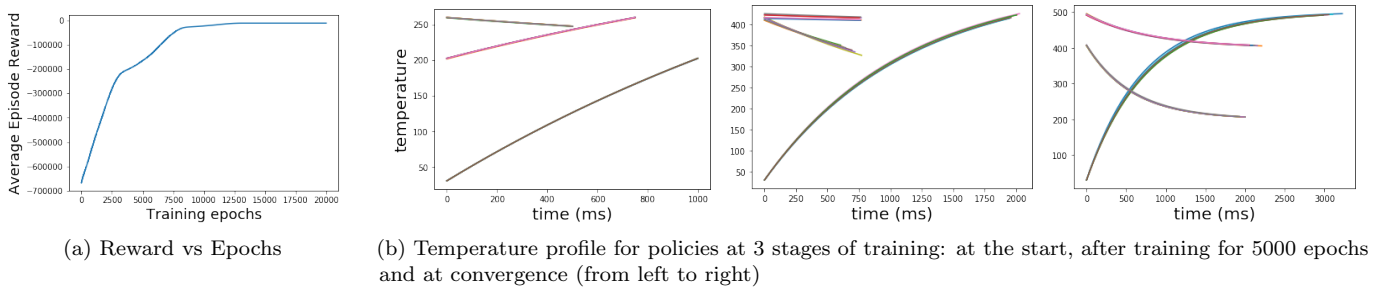 Average Episode Reward
0
−100000
−200000
−300000
−400000
−500000
−600000
−700000
0 2500 5000 7500 10000 12500 15000 17500 20000
Training epochs
temperature
250
200
150
100
50
0 200 400 600 800 1000
time (ms)
400
350
300
250
200
150
100
50
0 250 500 750 1000 1250 1500 1750 2000
time (ms)
500
400
300
200
100
0 500 1000 1500 2000 2500 3000
time (ms)
(a) Reward vs Epochs
(b) Temperature profile for policies at 3 stages of training: at the start, after training for 5000 epochs
and at convergence (from left to right)